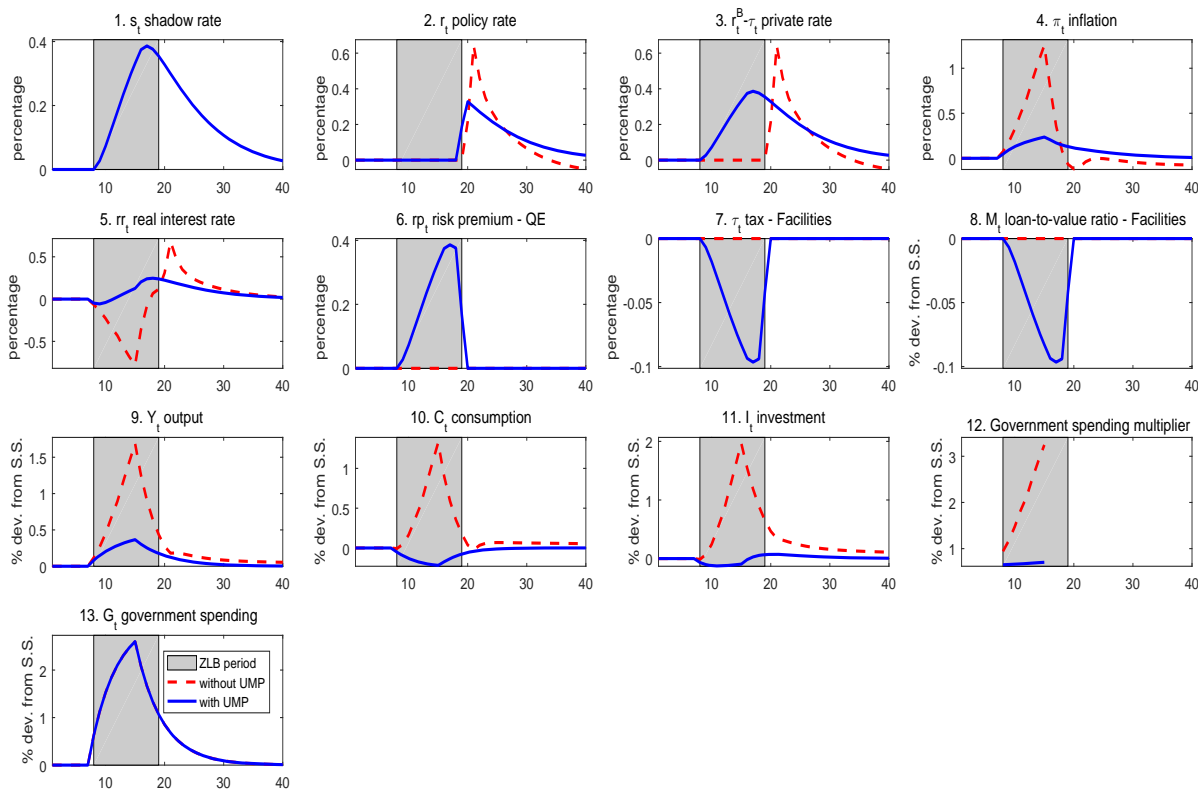 1. s_t shadow rate
2. r_t policy rate
3. r_t^B-τ_t private rate
4. π_t inflation
percentage
0.4
0.2
0
10 20 30 40
percentage
0.6
0.4
0.2
0
10 20 30 40
percentage
0.6
0.4
0.2
0
10 20 30 40
percentage
1
0.5
0
10 20 30 40
5. rr_t real interest rate
6. rp_t risk premium - QE
7. τ_t tax - Facilities
8. M_t loan-to-value ratio - Facilities
percentage
0.5
0
-0.5
10 20 30 40
percentage
0.4
0.2
0
10 20 30 40
percentage
0
-0.05
-0.1
10 20 30 40
% dev. from S.S.
0
-0.05
-0.1
10 20 30 40
9. Y_t output
10. C_t consumption
11. I_t investment
12. Government spending multiplier
% dev. from S.S.
1.5
1
0.5
0
10 20 30 40
% dev. from S.S.
1
0.5
0
10 20 30 40
% dev. from S.S.
2
1
0
10 20 30 40
% dev. from S.S.
3
2
1
10 20 30 40
13. G_t government spending
% dev. from S.S.
2
1
0
10 20 30 40
ZLB period
without UMP
with UMP